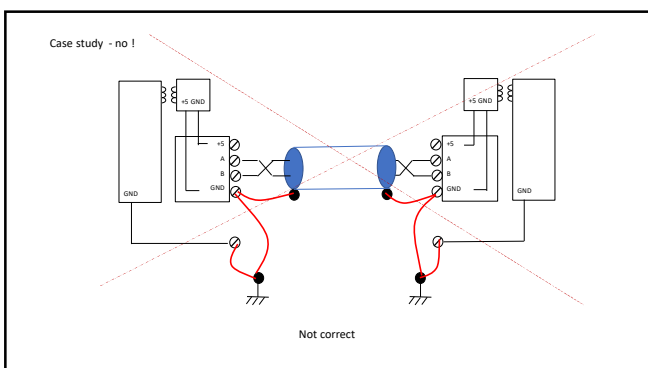 Case study - no !
+5 GND
+5 GND
+5
A
B
GND
GND
+5
A
B
GND
GND
Not correct